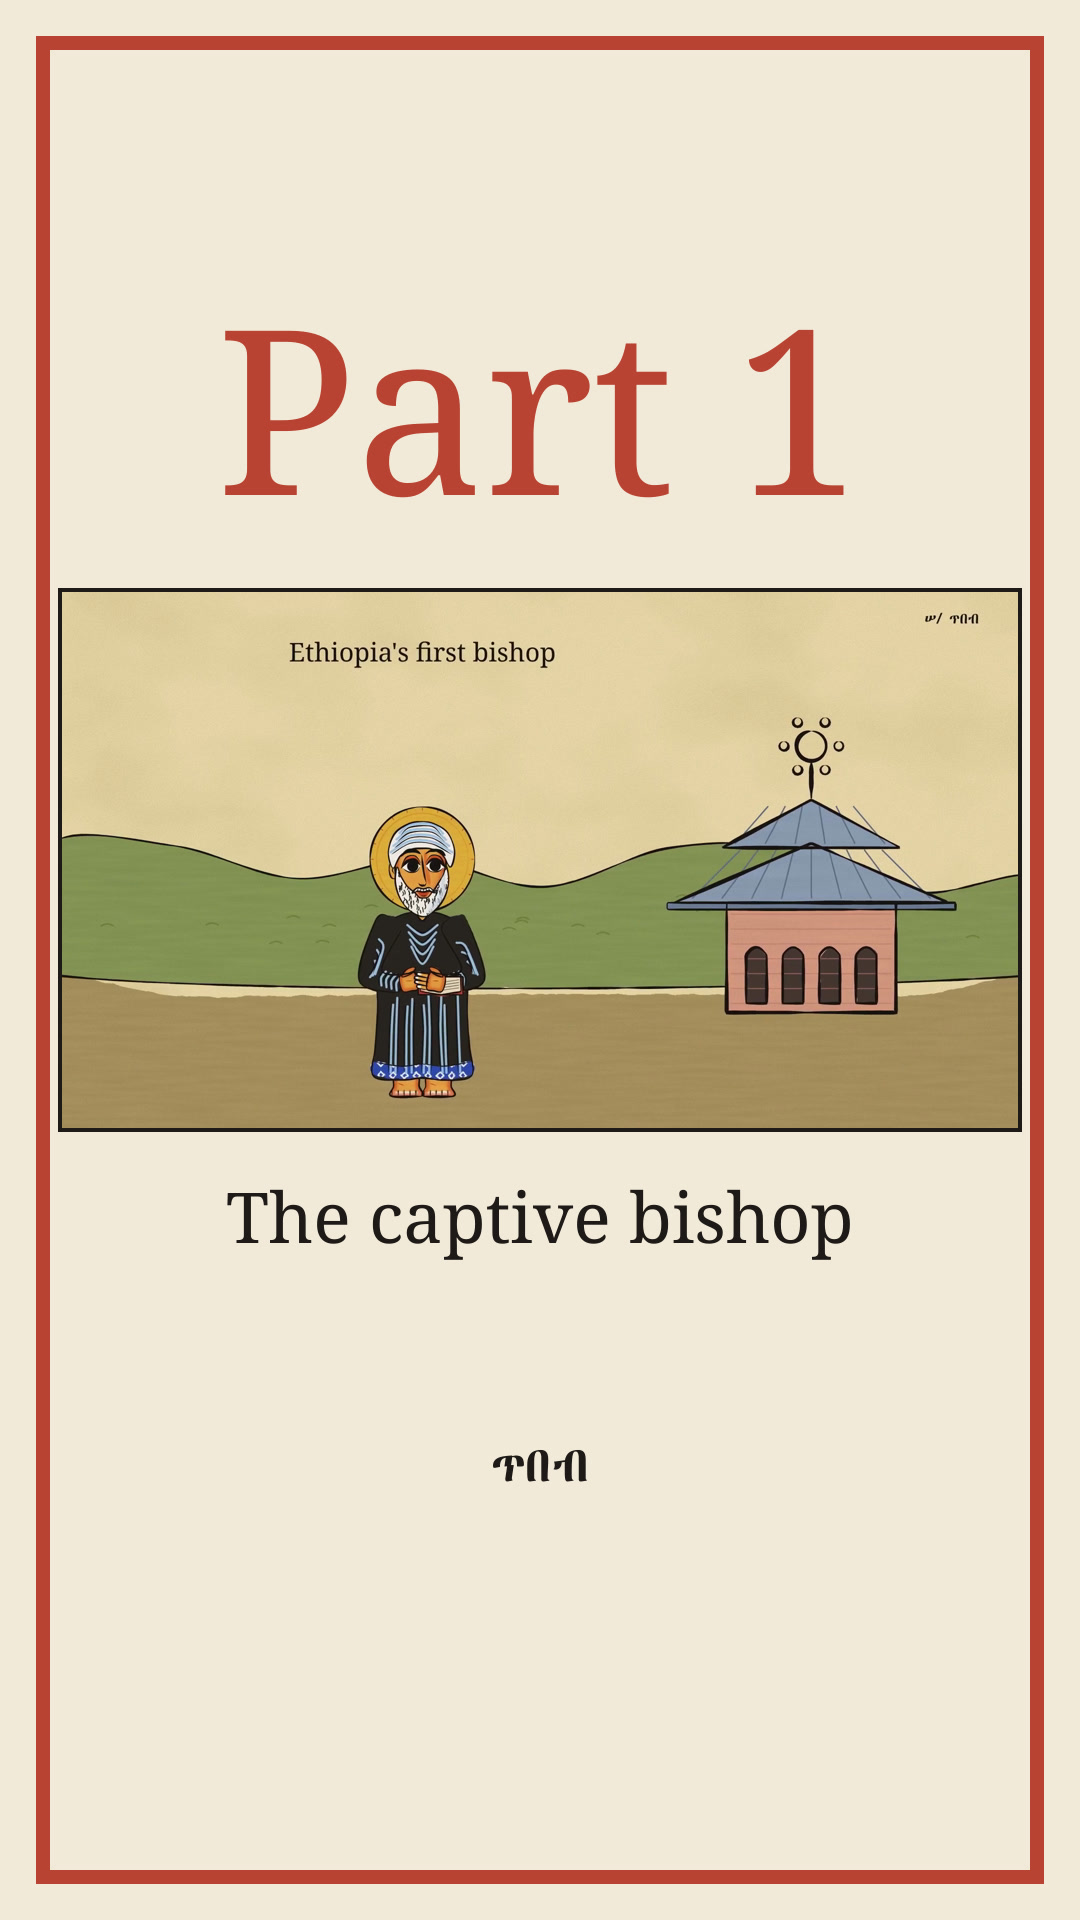 Part 1
ሠ/ ጥበብ
Ethiopia's first bishop
The captive bishop
ጥበብ